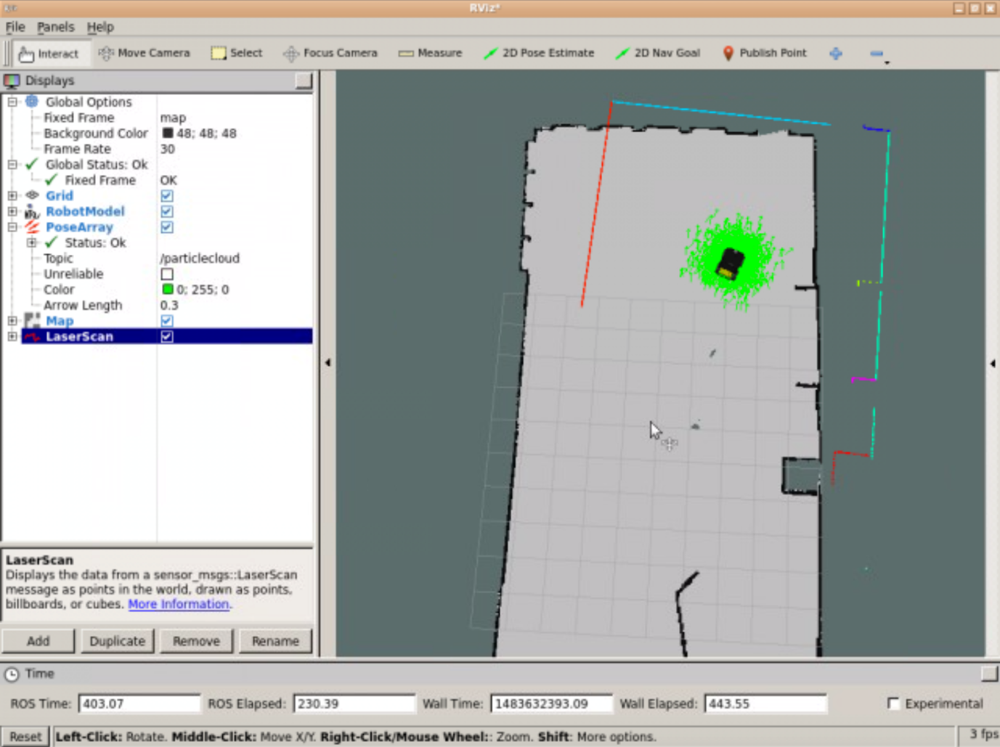 RViz*
File Panels Help
Interact Move Camera Select Focus Camera Measure 2D Pose Estimate 2D Nav Goal Publish Point
Displays
Global Options
Fixed Frame map
Background Color 48; 48; 48
Frame Rate 30
Global Status: Ok
Fixed Frame OK
Grid
RobotModel
PoseArray
Status: Ok
Topic /particlecloud
Unreliable
Color 0; 255; 0
Arrow Length 0.3
Map
LaserScan
LaserScan
Displays the data from a sensor_msgs::LaserScan
message as points in the world, drawn as points,
billboards, or cubes. More Information.
Add Duplicate Remove Rename
Time
ROS Time: 403.07 ROS Elapsed: 230.39 Wall Time: 1483632393.09 Wall Elapsed: 443.55 Experimental
Reset Left-Click: Rotate. Middle-Click: Move X/Y. Right-Click/Mouse Wheel:: Zoom. Shift: More options. 3 fps